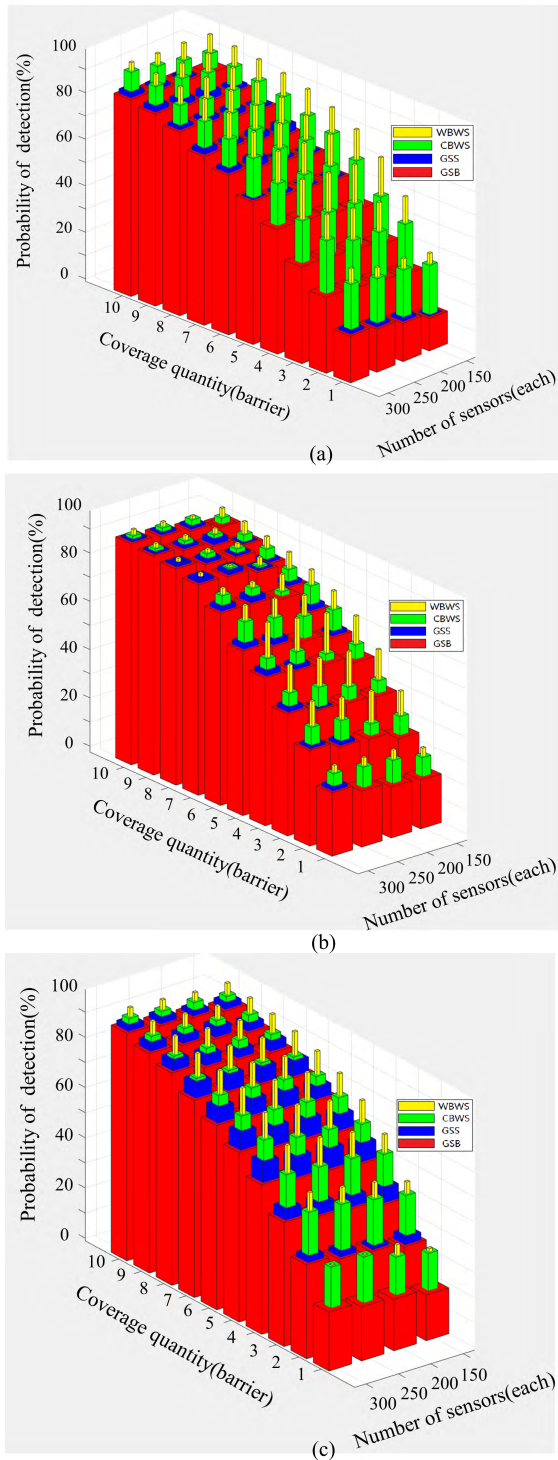 100
80
60
40
20
0
Probability of detection(%)
WBWS
CBWS
GSS
GSB
10
9
8
7
6
5
4
3
2
1
Coverage quantity(barrier)
300
250
200
150
Number of sensors(each)
(a)
100
80
60
40
20
0
Probability of detection(%)
WBWS
CBWS
GSS
GSB
10
9
8
7
6
5
4
3
2
1
Coverage quantity(barrier)
300
250
200
150
Number of sensors(each)
(b)
100
80
60
40
20
0
Probability of detection(%)
WBWS
CBWS
GSS
GSB
10
9
8
7
6
5
4
3
2
1
Coverage quantity(barrier)
300
250
200
150
Number of sensors(each)
(c)